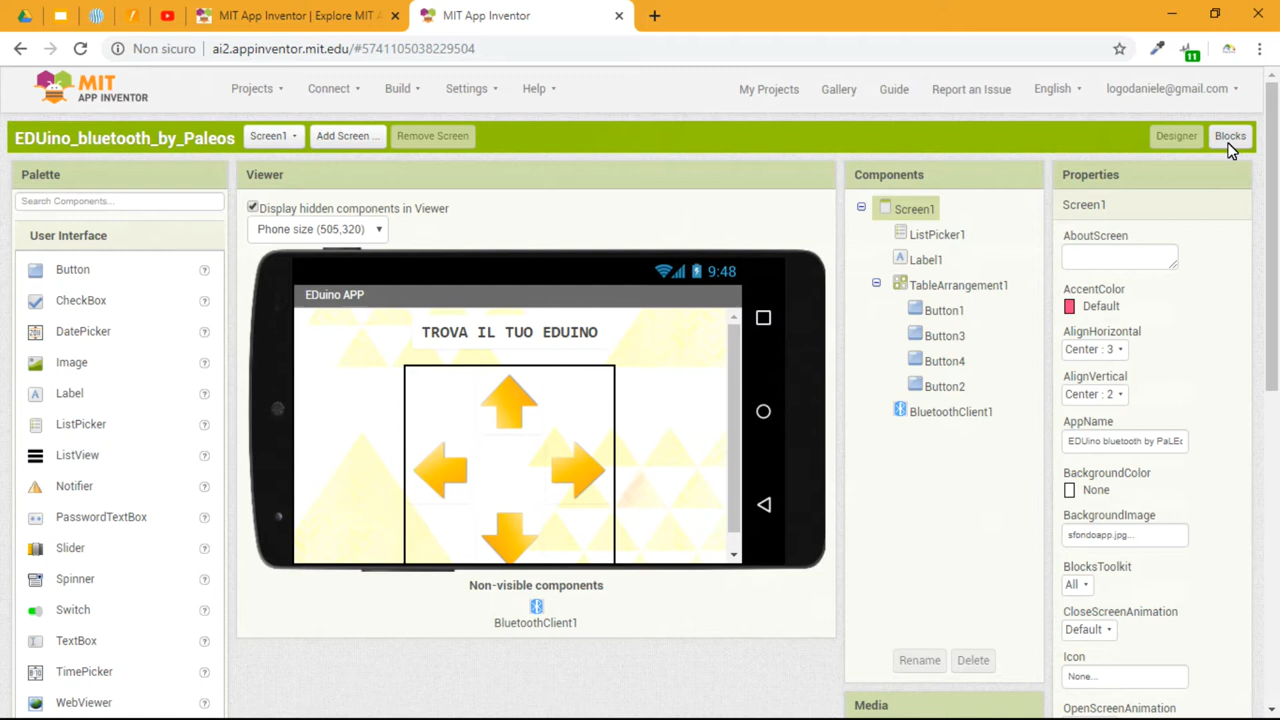 MIT App Inventor | Explore MIT A
MIT App Inventor
Non sicuro
ai2.appinventor.mit.edu/#5741105038229504
11
MIT
APP INVENTOR
Projects
Connect
Build
Settings
Help
My Projects
Gallery
Guide
Report an Issue
English
logodaniele@gmail.com
EDUino_bluetooth_by_Paleos
Screen1
Add Screen ...
Remove Screen
Designer
Blocks
Palette
Search Components...
User Interface
Button
CheckBox
DatePicker
Image
Label
ListPicker
ListView
Notifier
PasswordTextBox
Slider
Spinner
Switch
TextBox
TimePicker
WebViewer
Viewer
Display hidden components in Viewer
Phone size (505,320)
9:48
EDuino APP
TROVA IL TUO EDUINO
Non-visible components
BluetoothClient1
Components
Screen1
ListPicker1
Label1
TableArrangement1
Button1
Button3
Button4
Button2
BluetoothClient1
Rename
Delete
Media
Properties
Screen1
AboutScreen
AccentColor
Default
AlignHorizontal
Center : 3
AlignVertical
Center : 2
AppName
EDUino bluetooth by PaLEc
BackgroundColor
None
BackgroundImage
sfondoapp.jpg...
BlocksToolkit
All
CloseScreenAnimation
Default
Icon
None...
OpenScreenAnimation